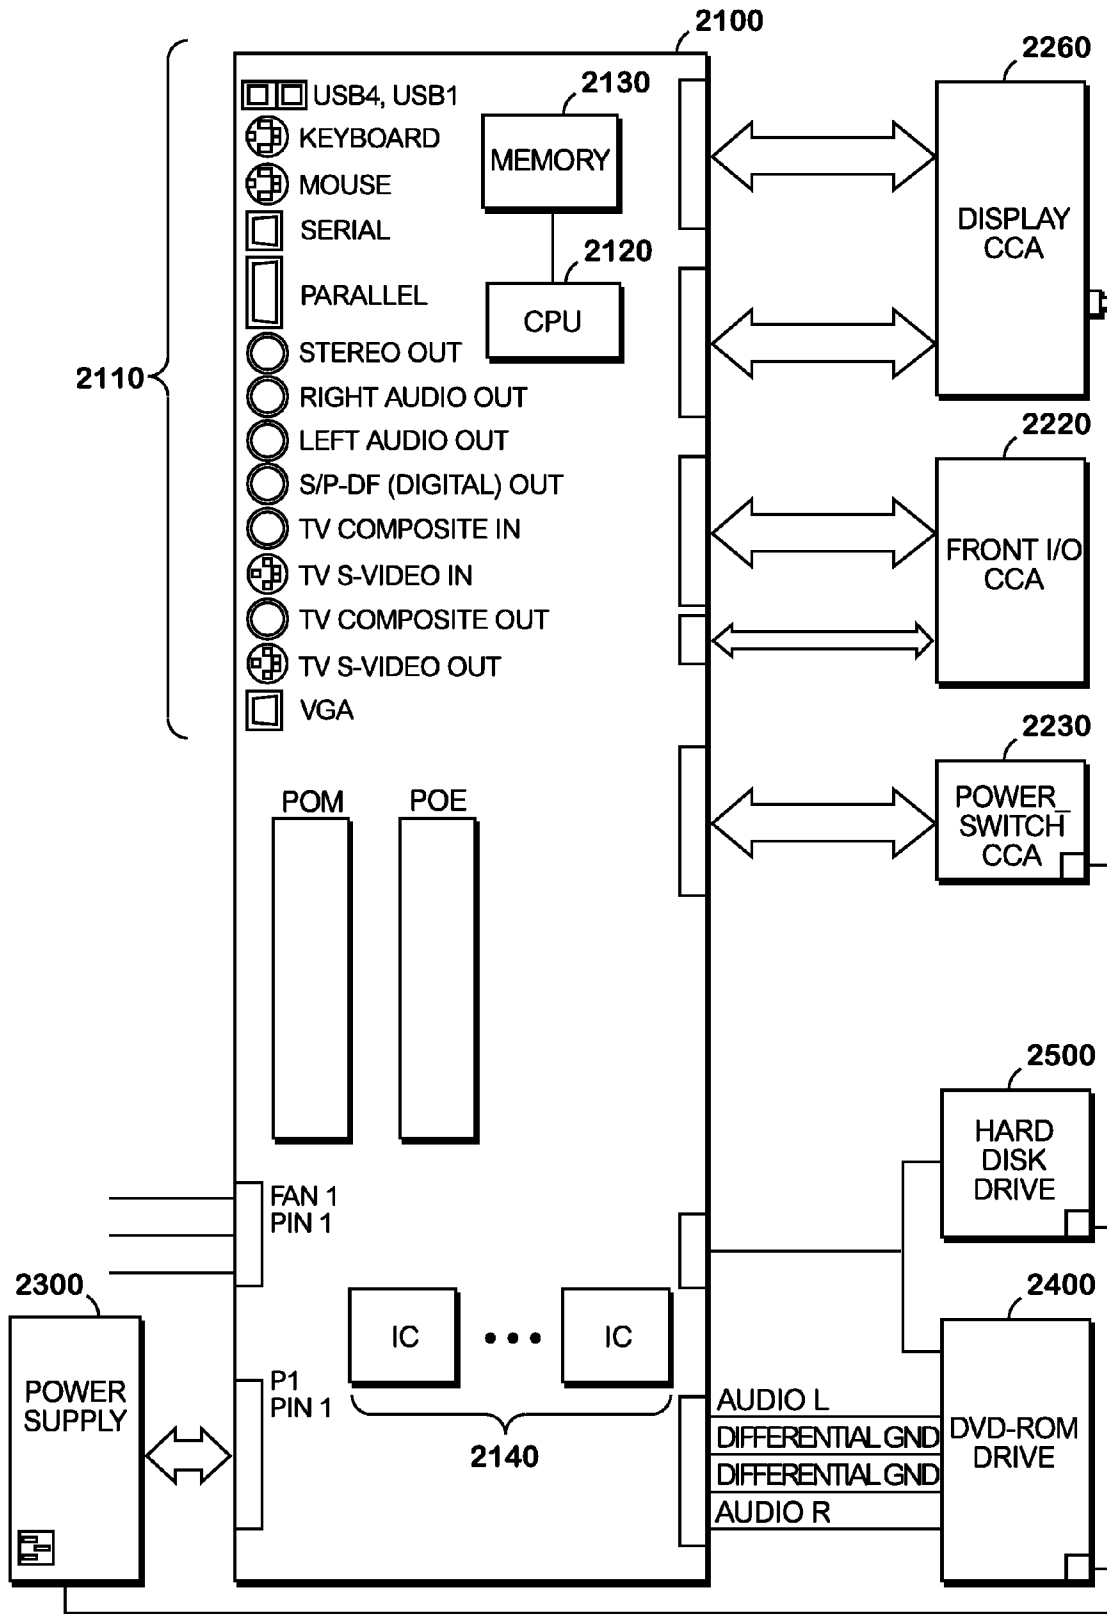 2100
2260
2130
USB4, USB1
KEYBOARD
MEMORY
MOUSE
SERIAL
DISPLAY
CCA
2120
PARALLEL
CPU
STEREO OUT
2110
RIGHT AUDIO OUT
LEFT AUDIO OUT
2220
S/P-DF (DIGITAL) OUT
TV COMPOSITE IN
FRONT I/O
CCA
TV S-VIDEO IN
TV COMPOSITE OUT
TV S-VIDEO OUT
VGA
2230
POM
POE
POWER_
SWITCH
CCA
2500
HARD
DISK
DRIVE
FAN 1
PIN 1
2300
2400
IC
IC
P1
PIN 1
POWER
SUPPLY
2140
AUDIO L
DIFFERENTIAL GND
DIFFERENTIAL GND
AUDIO R
DVD-ROM
DRIVE